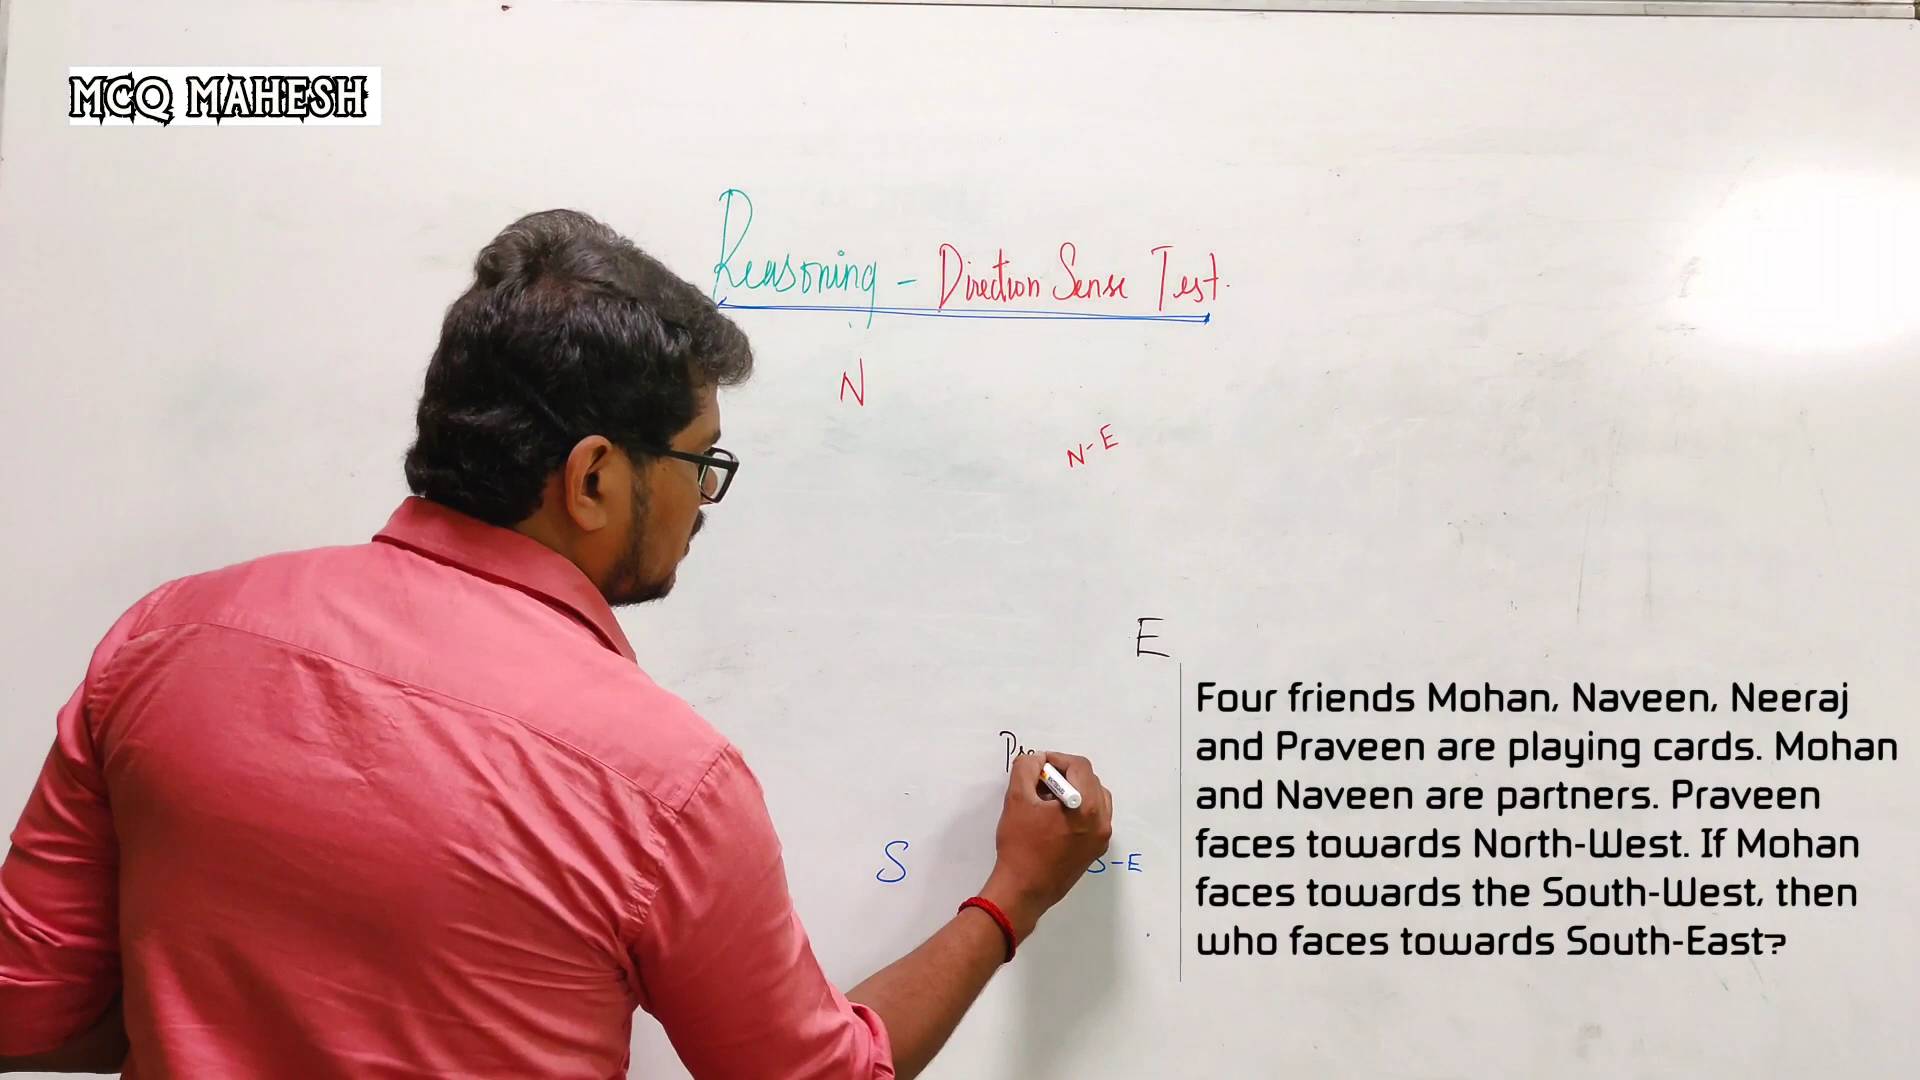 MCQ MAHESH
Reasoning - Direction Sense Test.
N
N-E
E
Four friends Mohan, Naveen, Neeraj
and Praveen are playing cards. Mohan
and Naveen are partners. Praveen
faces towards North-West. If Mohan
faces towards the South-West, then
who faces towards South-East?
S
S-E